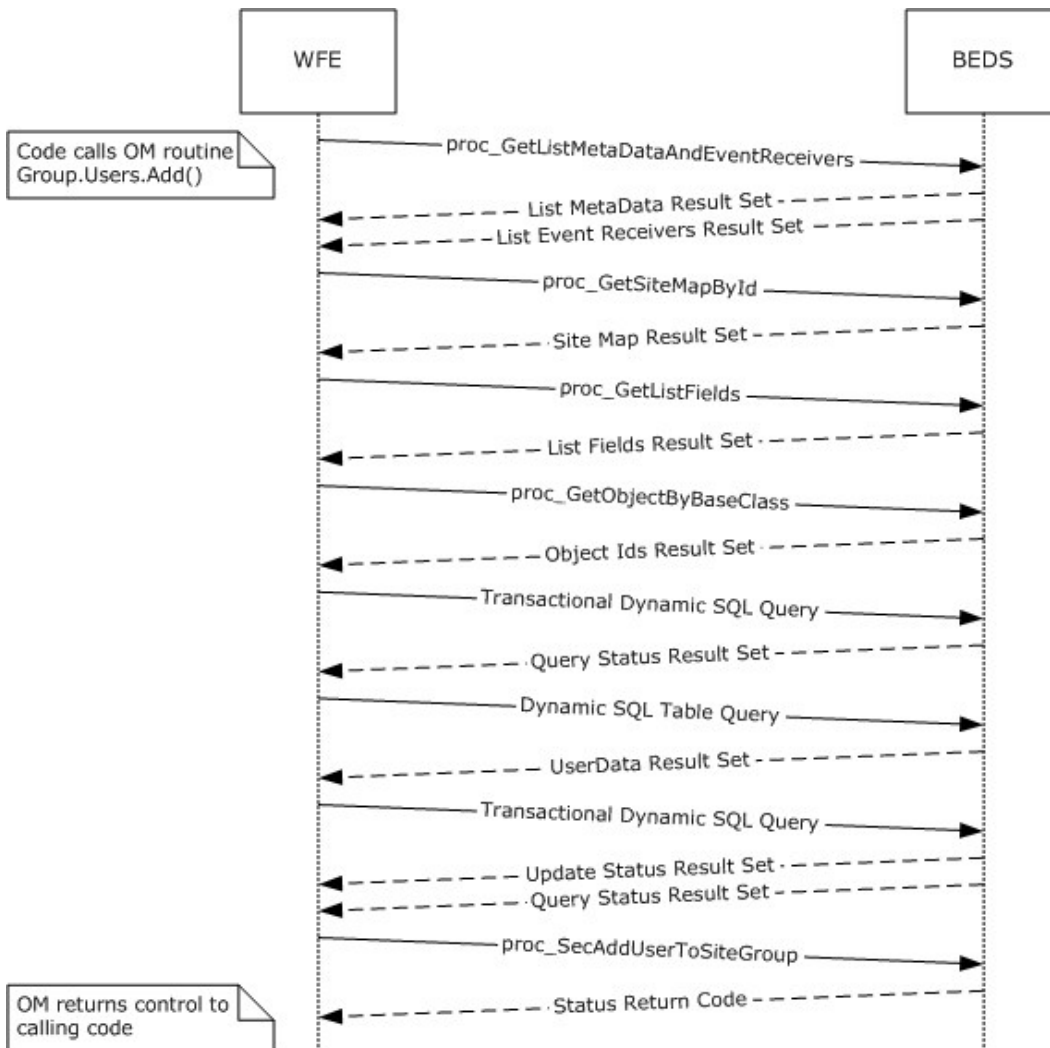 WFE
BEDS
Code calls OM routine
Group.Users.Add()
proc_GetListMetaDataAndEventReceivers
List MetaData Result Set
List Event Receivers Result Set
proc_GetSiteMapById
Site Map Result Set
proc_GetListFields
List Fields Result Set
proc_GetObjectByBaseClass
Object Ids Result Set
Transactional Dynamic SQL Query
Query Status Result Set
Dynamic SQL Table Query
UserData Result Set
Transactional Dynamic SQL Query
Update Status Result Set
Query Status Result Set
proc_SecAddUserToSiteGroup
OM returns control to
calling code
Status Return Code